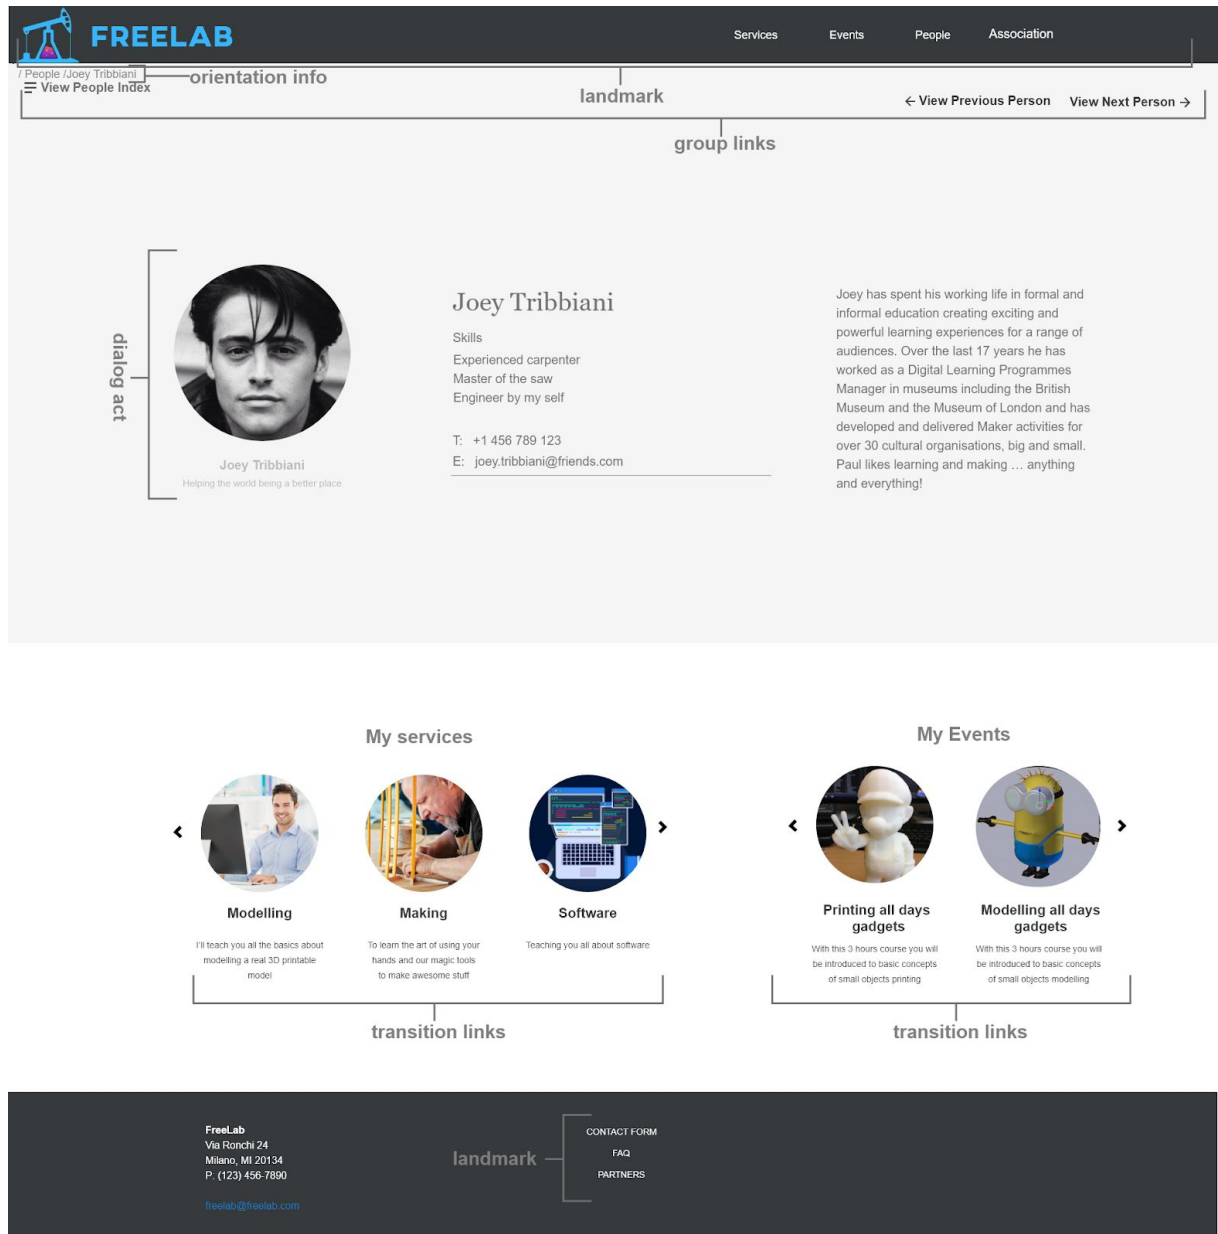 FREELAB
Services Events People Association
/ People /Joey Tribbiani
orientation info
View People Index
landmark
← View Previous Person View Next Person →
group links
dialog act
Joey Tribbiani
Helping the world being a better place
Joey Tribbiani
Skills
Experienced carpenter
Master of the saw
Engineer by my self
T: +1 456 789 123
E: joey.tribbiani@friends.com
Joey has spent his working life in formal and
informal education creating exciting and
powerful learning experiences for a range of
audiences. Over the last 17 years he has
worked as a Digital Learning Programmes
Manager in museums including the British
Museum and the Museum of London and has
developed and delivered Maker activities for
over 30 cultural organisations, big and small.
Paul likes learning and making … anything
and everything!
My services
Modelling
I'll teach you all the basics about
modelling a real 3D printable
model
Making
To learn the art of using your
hands and our magic tools
to make awesome stuff
Software
Teaching you all about software
transition links
My Events
Printing all days
gadgets
With this 3 hours course you will
be introduced to basic concepts
of small objects printing
Modelling all days
gadgets
With this 3 hours course you will
be introduced to basic concepts
of small objects modelling
transition links
FreeLab
Via Ronchi 24
Milano, MI 20134
P: (123) 456-7890
freelab@freelab.com
landmark
CONTACT FORM
FAQ
PARTNERS